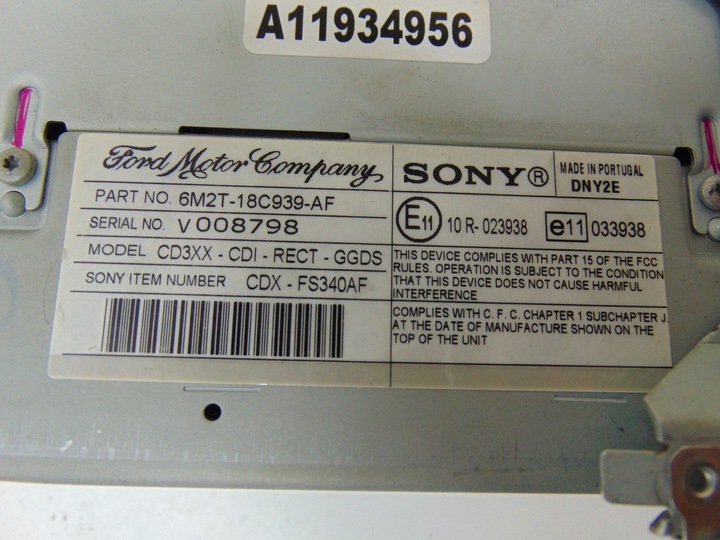 A11934956
Ford Motor Company
PART NO. 6M2T-18C939-AF
SERIAL NO. V008798
MODEL CD3XX - CDI - RECT - GGDS
SONY ITEM NUMBER CDX - FS340AF
SONY®
MADE IN PORTUGAL
DNY2E
E11 10 R- 023938 e11 033938
THIS DEVICE COMPLIES WITH PART 15 OF THE FCC
RULES. OPERATION IS SUBJECT TO THE CONDITION
THAT THIS DEVICE DOES NOT CAUSE HARMFUL
INTERFERENCE
COMPLIES WITH C. F. C. CHAPTER 1 SUBCHAPTER J.
AT THE DATE OF MANUFACTURE SHOWN ON THE
TOP OF THE UNIT